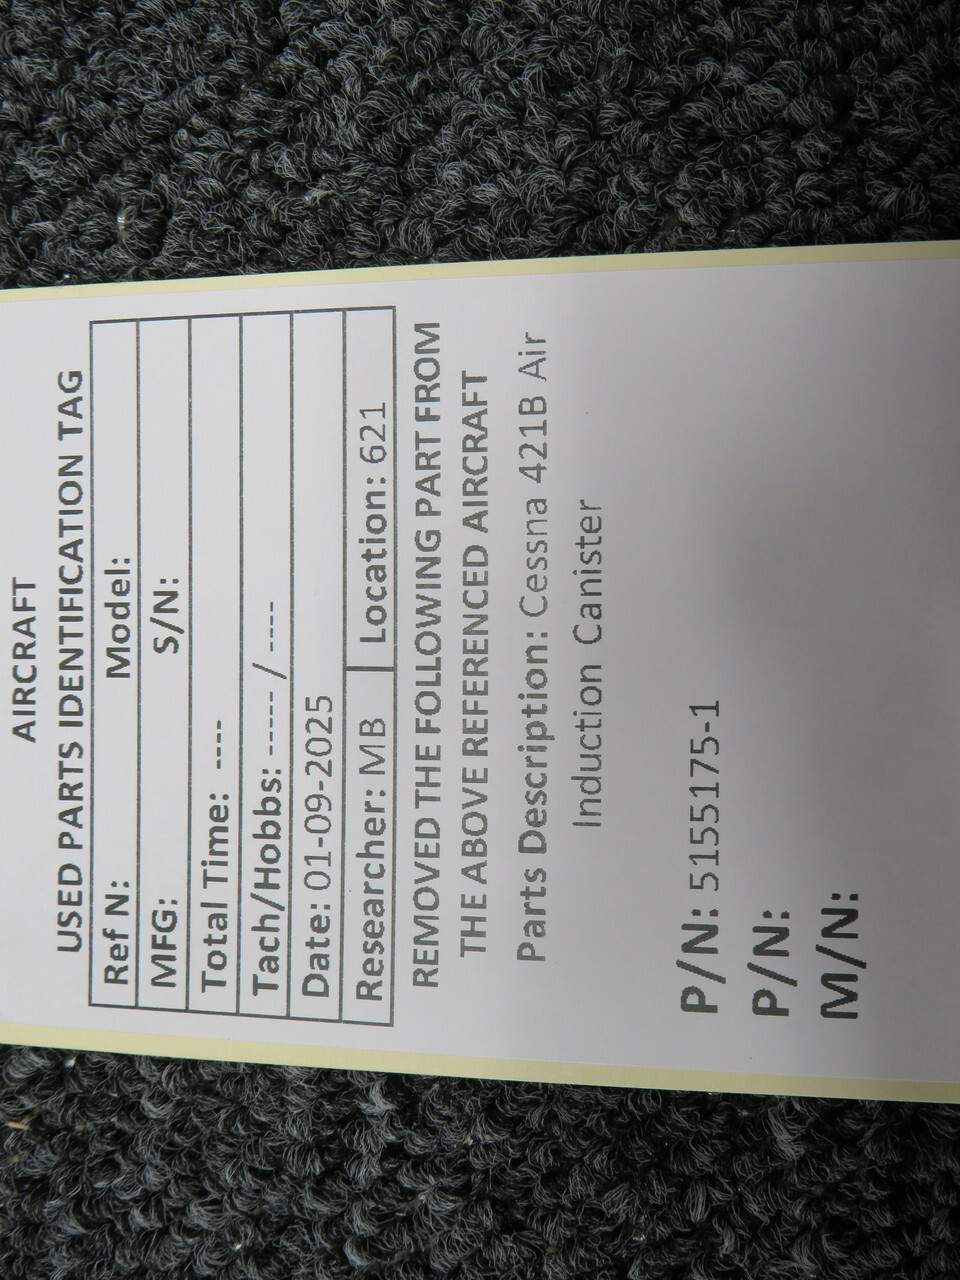 AIRCRAFT
USED PARTS IDENTIFICATION TAG
Ref N: Model:
MFG: S/N:
Total Time: ----
Tach/Hobbs: ----- / ----
Date: 01-09-2025
Researcher: MB Location: 621
REMOVED THE FOLLOWING PART FROM
THE ABOVE REFERENCED AIRCRAFT
Parts Description: Cessna 421B Air
Induction Canister
P/N: 5155175-1
P/N:
M/N: